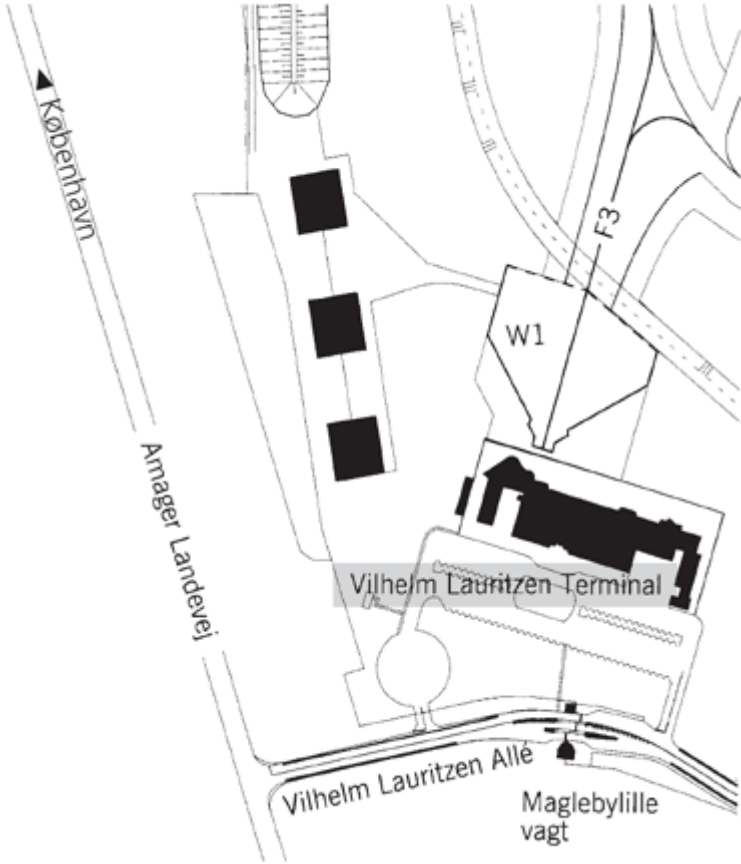 København
F3
W1
Amager Landevej
Vilhelm Lauritzen Terminal
Vilhelm Lauritzen Allé
Maglebylille
vagt